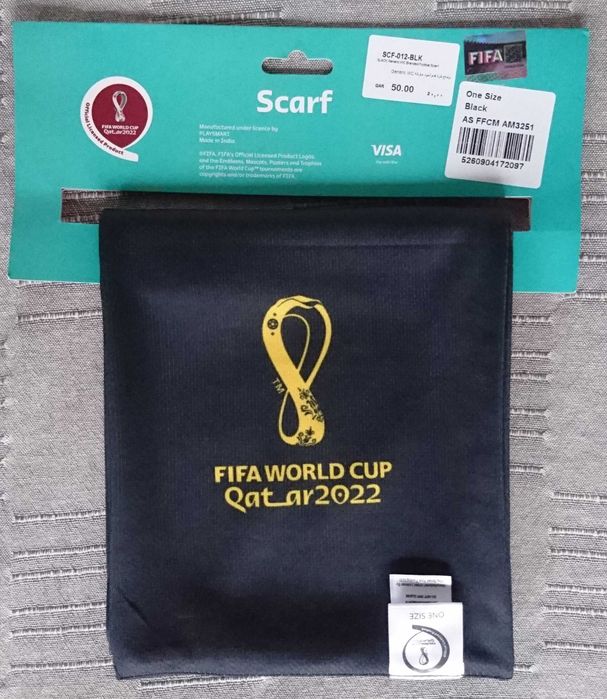 SCF-012-BLK
QAR 50.00
FIFA
One Size
Black
AS FFCM AM3251
5260904172097
Official Licensed Product
FIFA WORLD CUP
Qatar2022
Scarf
Manufactured under licence by
PLAYSMART
Made in India
©FIFA, FIFA's Official Licensed Product Logos,
and the Emblems, Mascots, Posters and Trophies
of the FIFA World Cup™ tournaments are
copyrights and/or trademarks of FIFA.
VISA
TM
FIFA WORLD CUP
Qatar2022
ONE SIZE